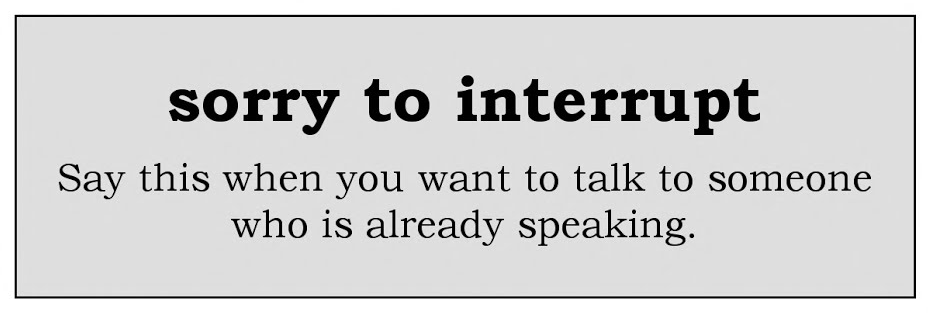 sorry to interrupt
Say this when you want to talk to someone
who is already speaking.